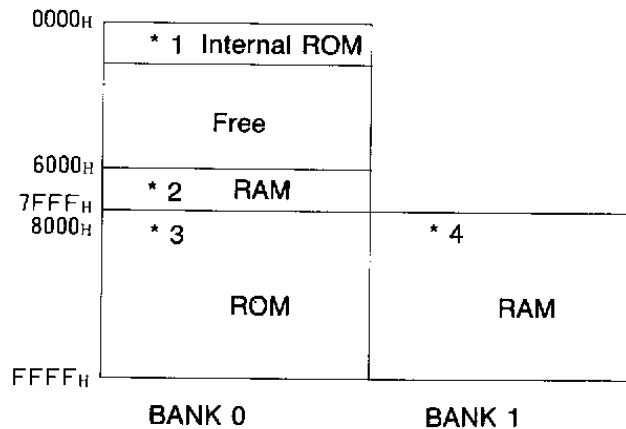 0000H
* 1 Internal ROM
Free
6000H
* 2 RAM
7FFFH
8000H
* 3
* 4
ROM
RAM
FFFFH
BANK 0
BANK 1